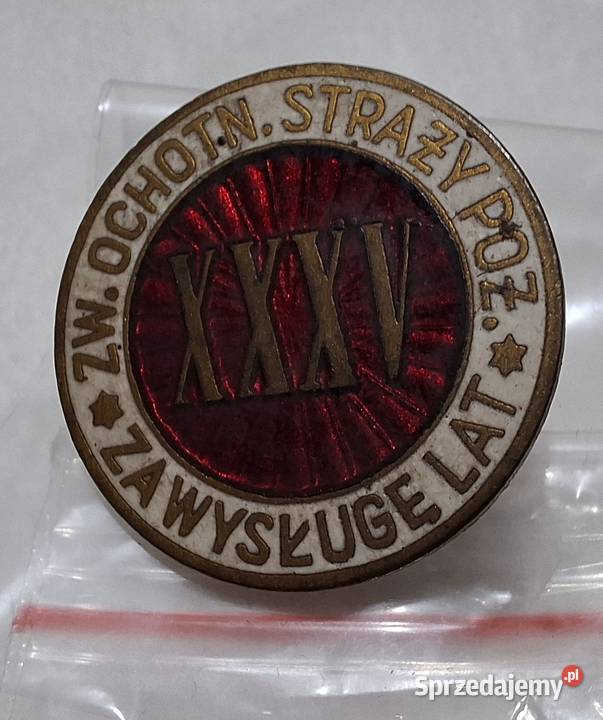 ZW. OCHOTN. STRAŻY POŻ.
XXXV
ZA WYSŁUGĘ LAT
Sprzedajemy.pl